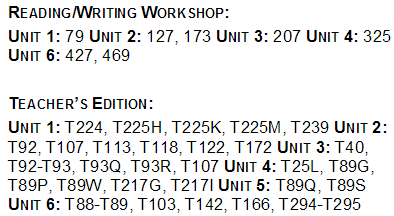 READING/WRITING WORKSHOP:
UNIT 1: 79 UNIT 2: 127, 173 UNIT 3: 207 UNIT 4: 325
UNIT 6: 427, 469
TEACHER'S EDITION:
UNIT 1: T224, T225H, T225K, T225M, T239 UNIT 2:
T92, T107, T113, T118, T122, T172 UNIT 3: T40,
T92-T93, T93Q, T93R, T107 UNIT 4: T25L, T89G,
T89P, T89W, T217G, T217I UNIT 5: T89Q, T89S
UNIT 6: T88-T89, T103, T142, T166, T294-T295